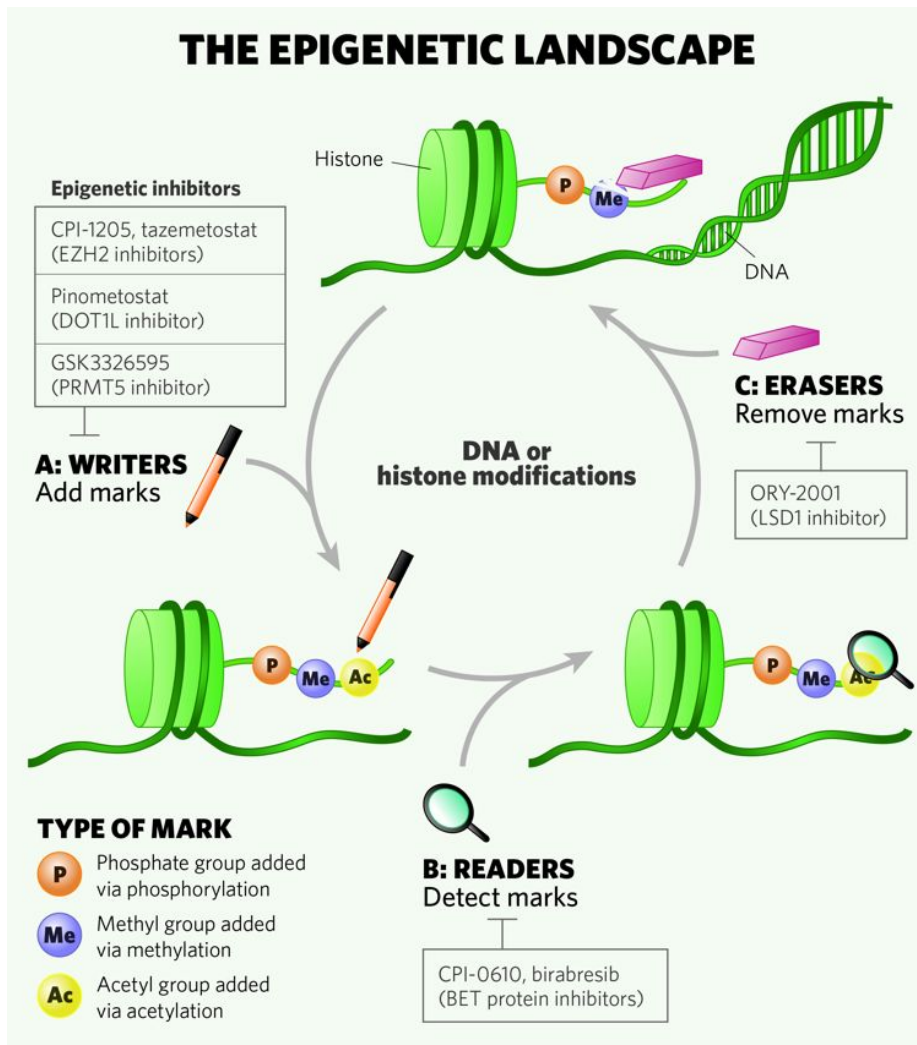 THE EPIGENETIC LANDSCAPE
Histone
P
Me
DNA
Epigenetic inhibitors
CPI-1205, tazemetostat
(EZH2 inhibitors)
Pinometostat
(DOT1L inhibitor)
GSK3326595
(PRMT5 inhibitor)
A: WRITERS
Add marks
DNA or
histone modifications
C: ERASERS
Remove marks
ORY-2001
(LSD1 inhibitor)
P
Me
Ac
P
Me
Ac
B: READERS
Detect marks
CPI-0610, birabresib
(BET protein inhibitors)
TYPE OF MARK
P
Phosphate group added
via phosphorylation
Me
Methyl group added
via methylation
Ac
Acetyl group added
via acetylation